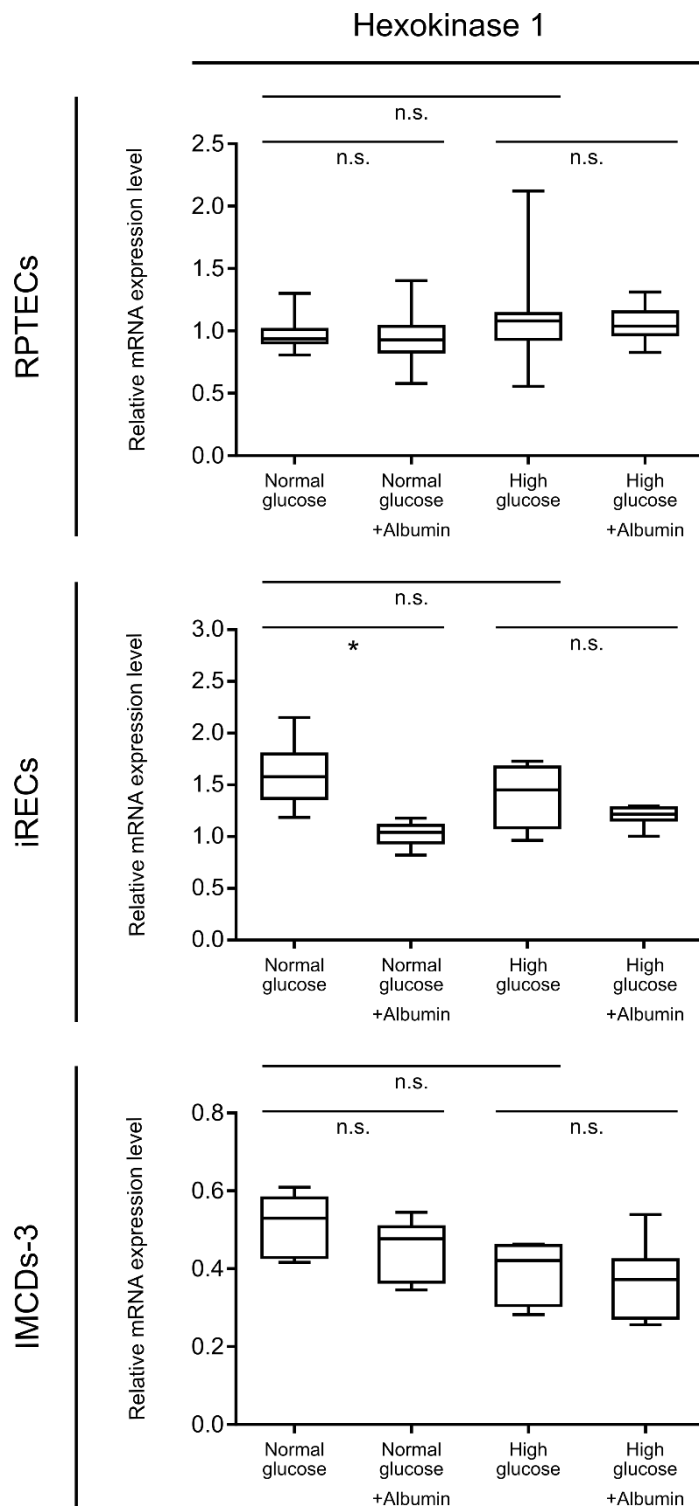 Hexokinase 1
RPTECs
Relative mRNA expression level
n.s.
n.s.
n.s.
2.5
2.0
1.5
1.0
0.5
0.0
Normal
glucose
Normal
glucose
+Albumin
High
glucose
High
glucose
+Albumin
iRECs
Relative mRNA expression level
n.s.
*
n.s.
3.0
2.5
2.0
1.5
1.0
0.5
0.0
Normal
glucose
Normal
glucose
+Albumin
High
glucose
High
glucose
+Albumin
IMCDs-3
Relative mRNA expression level
n.s.
n.s.
n.s.
0.8
0.6
0.4
0.2
0.0
Normal
glucose
Normal
glucose
+Albumin
High
glucose
High
glucose
+Albumin